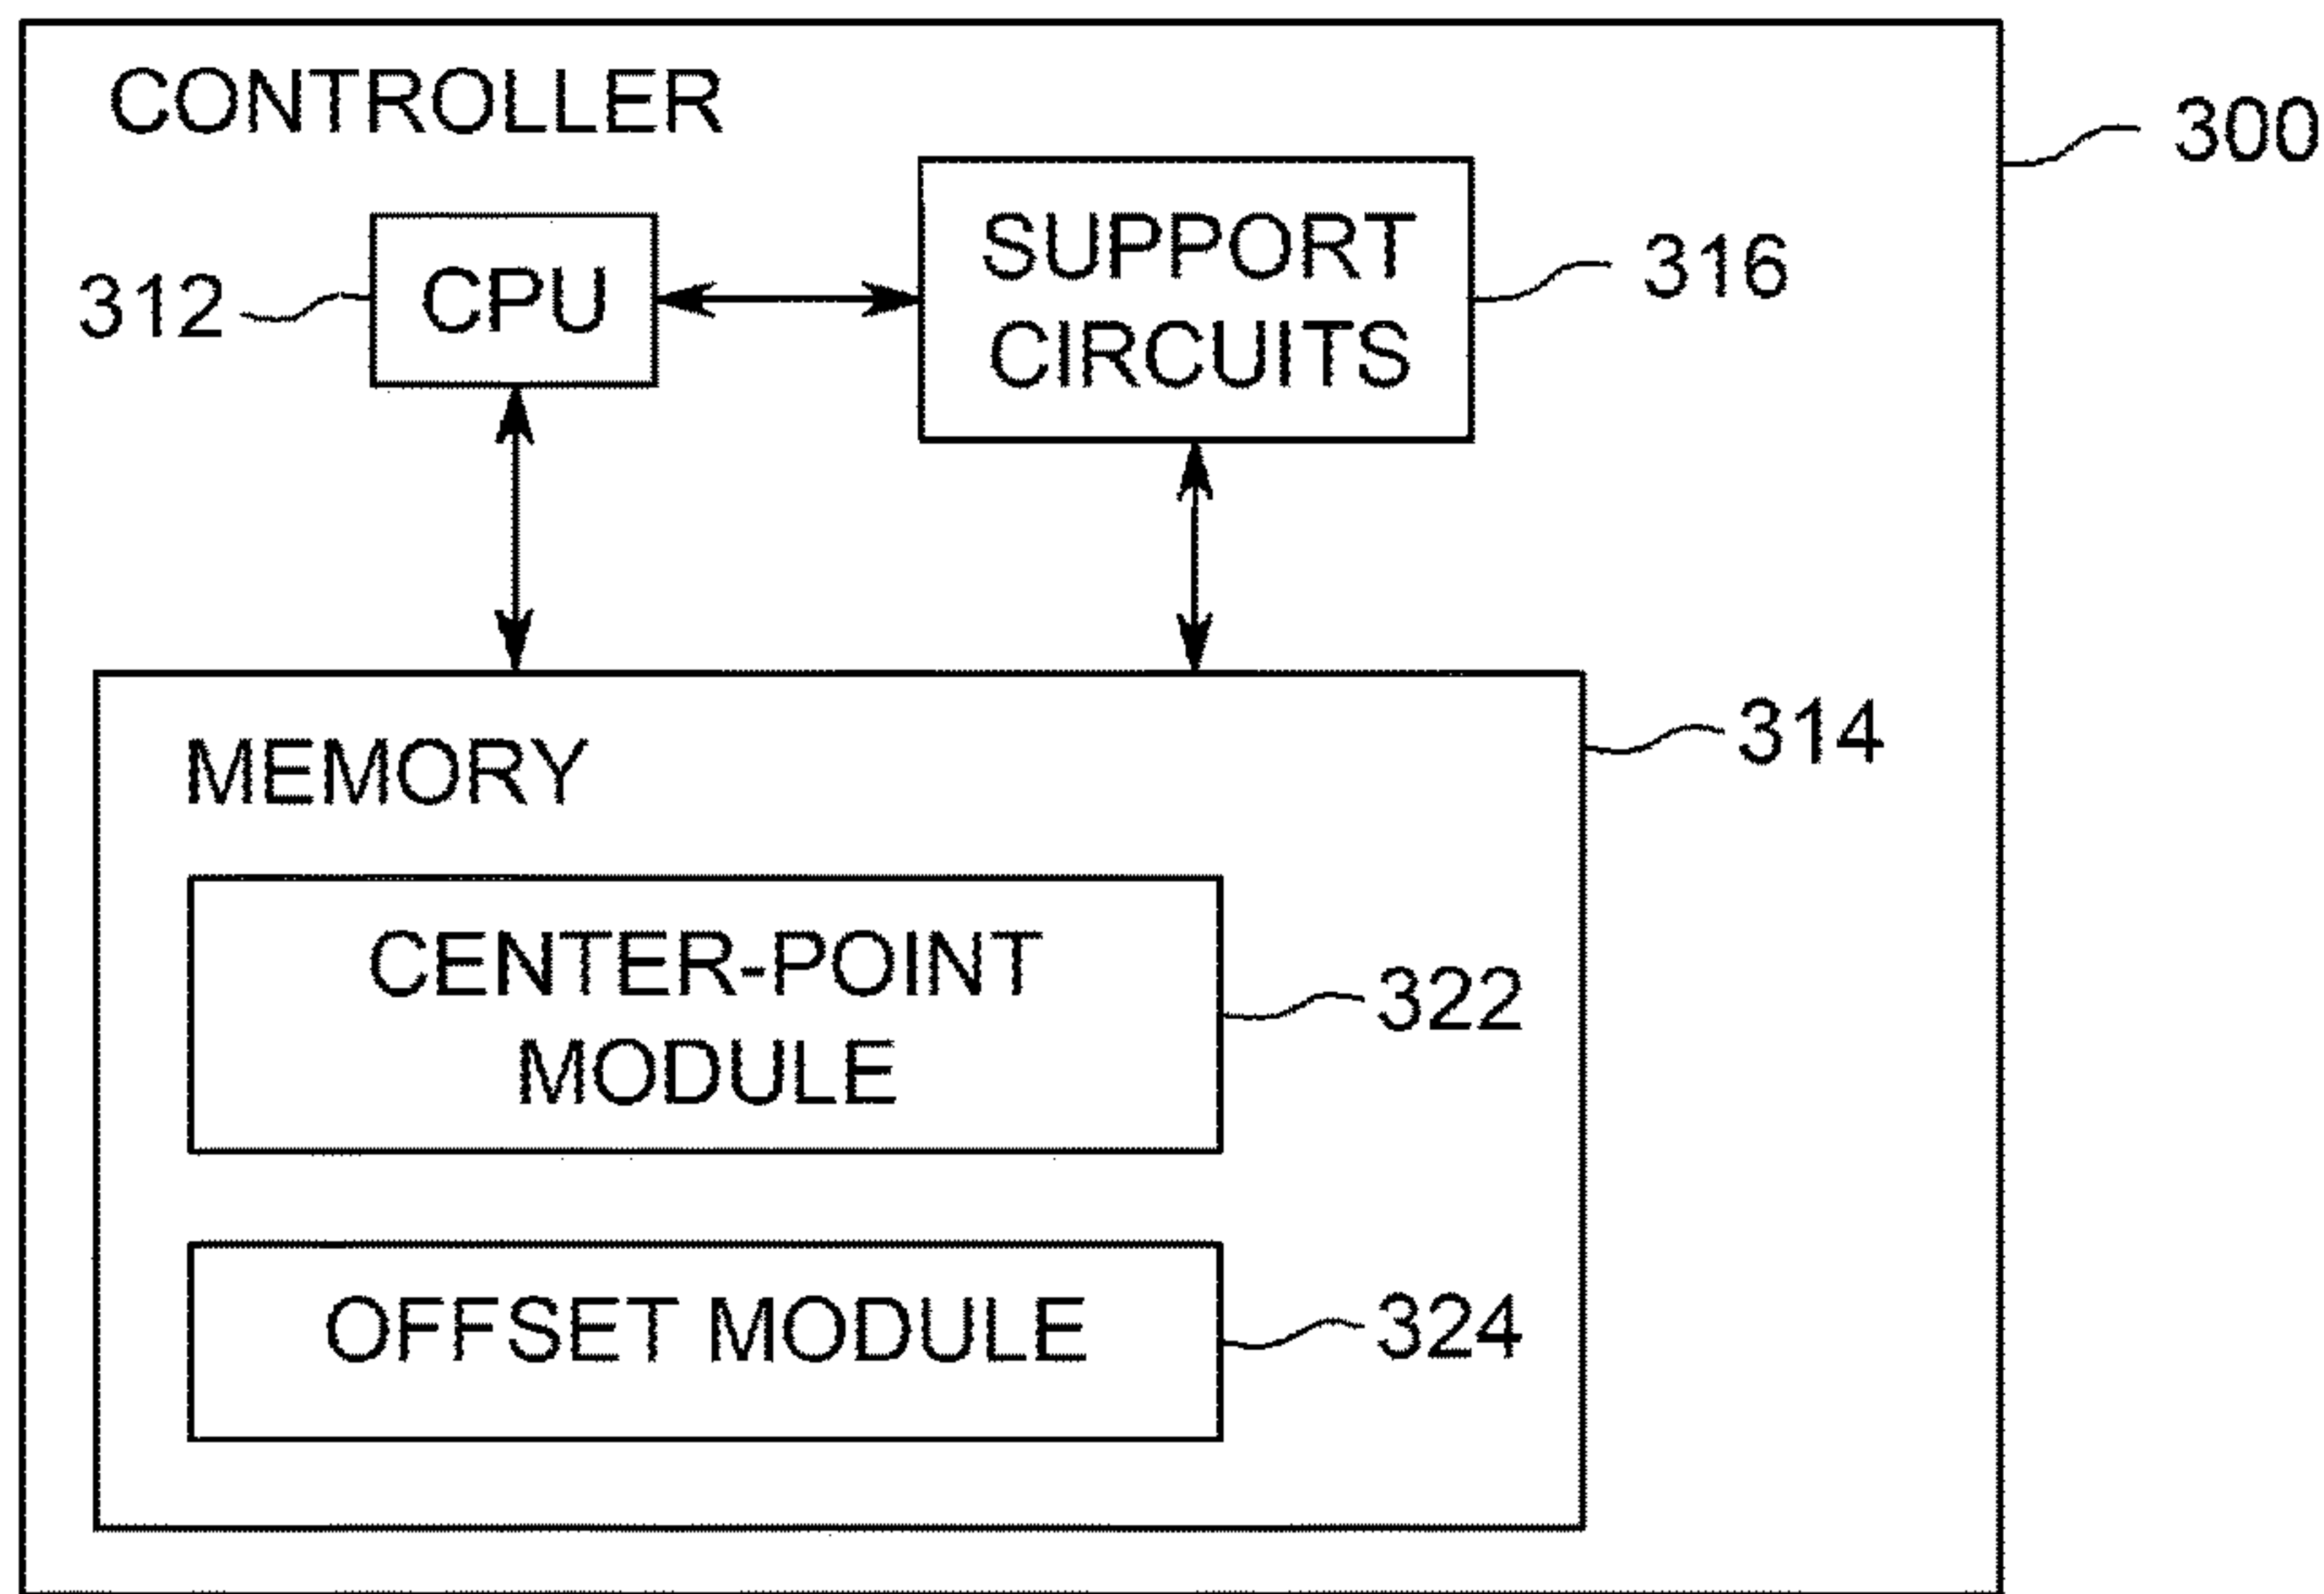 CONTROLLER
300
SUPPORT
CIRCUITS
316
312
CPU
MEMORY
314
CENTER-POINT
MODULE
322
OFFSET MODULE
324